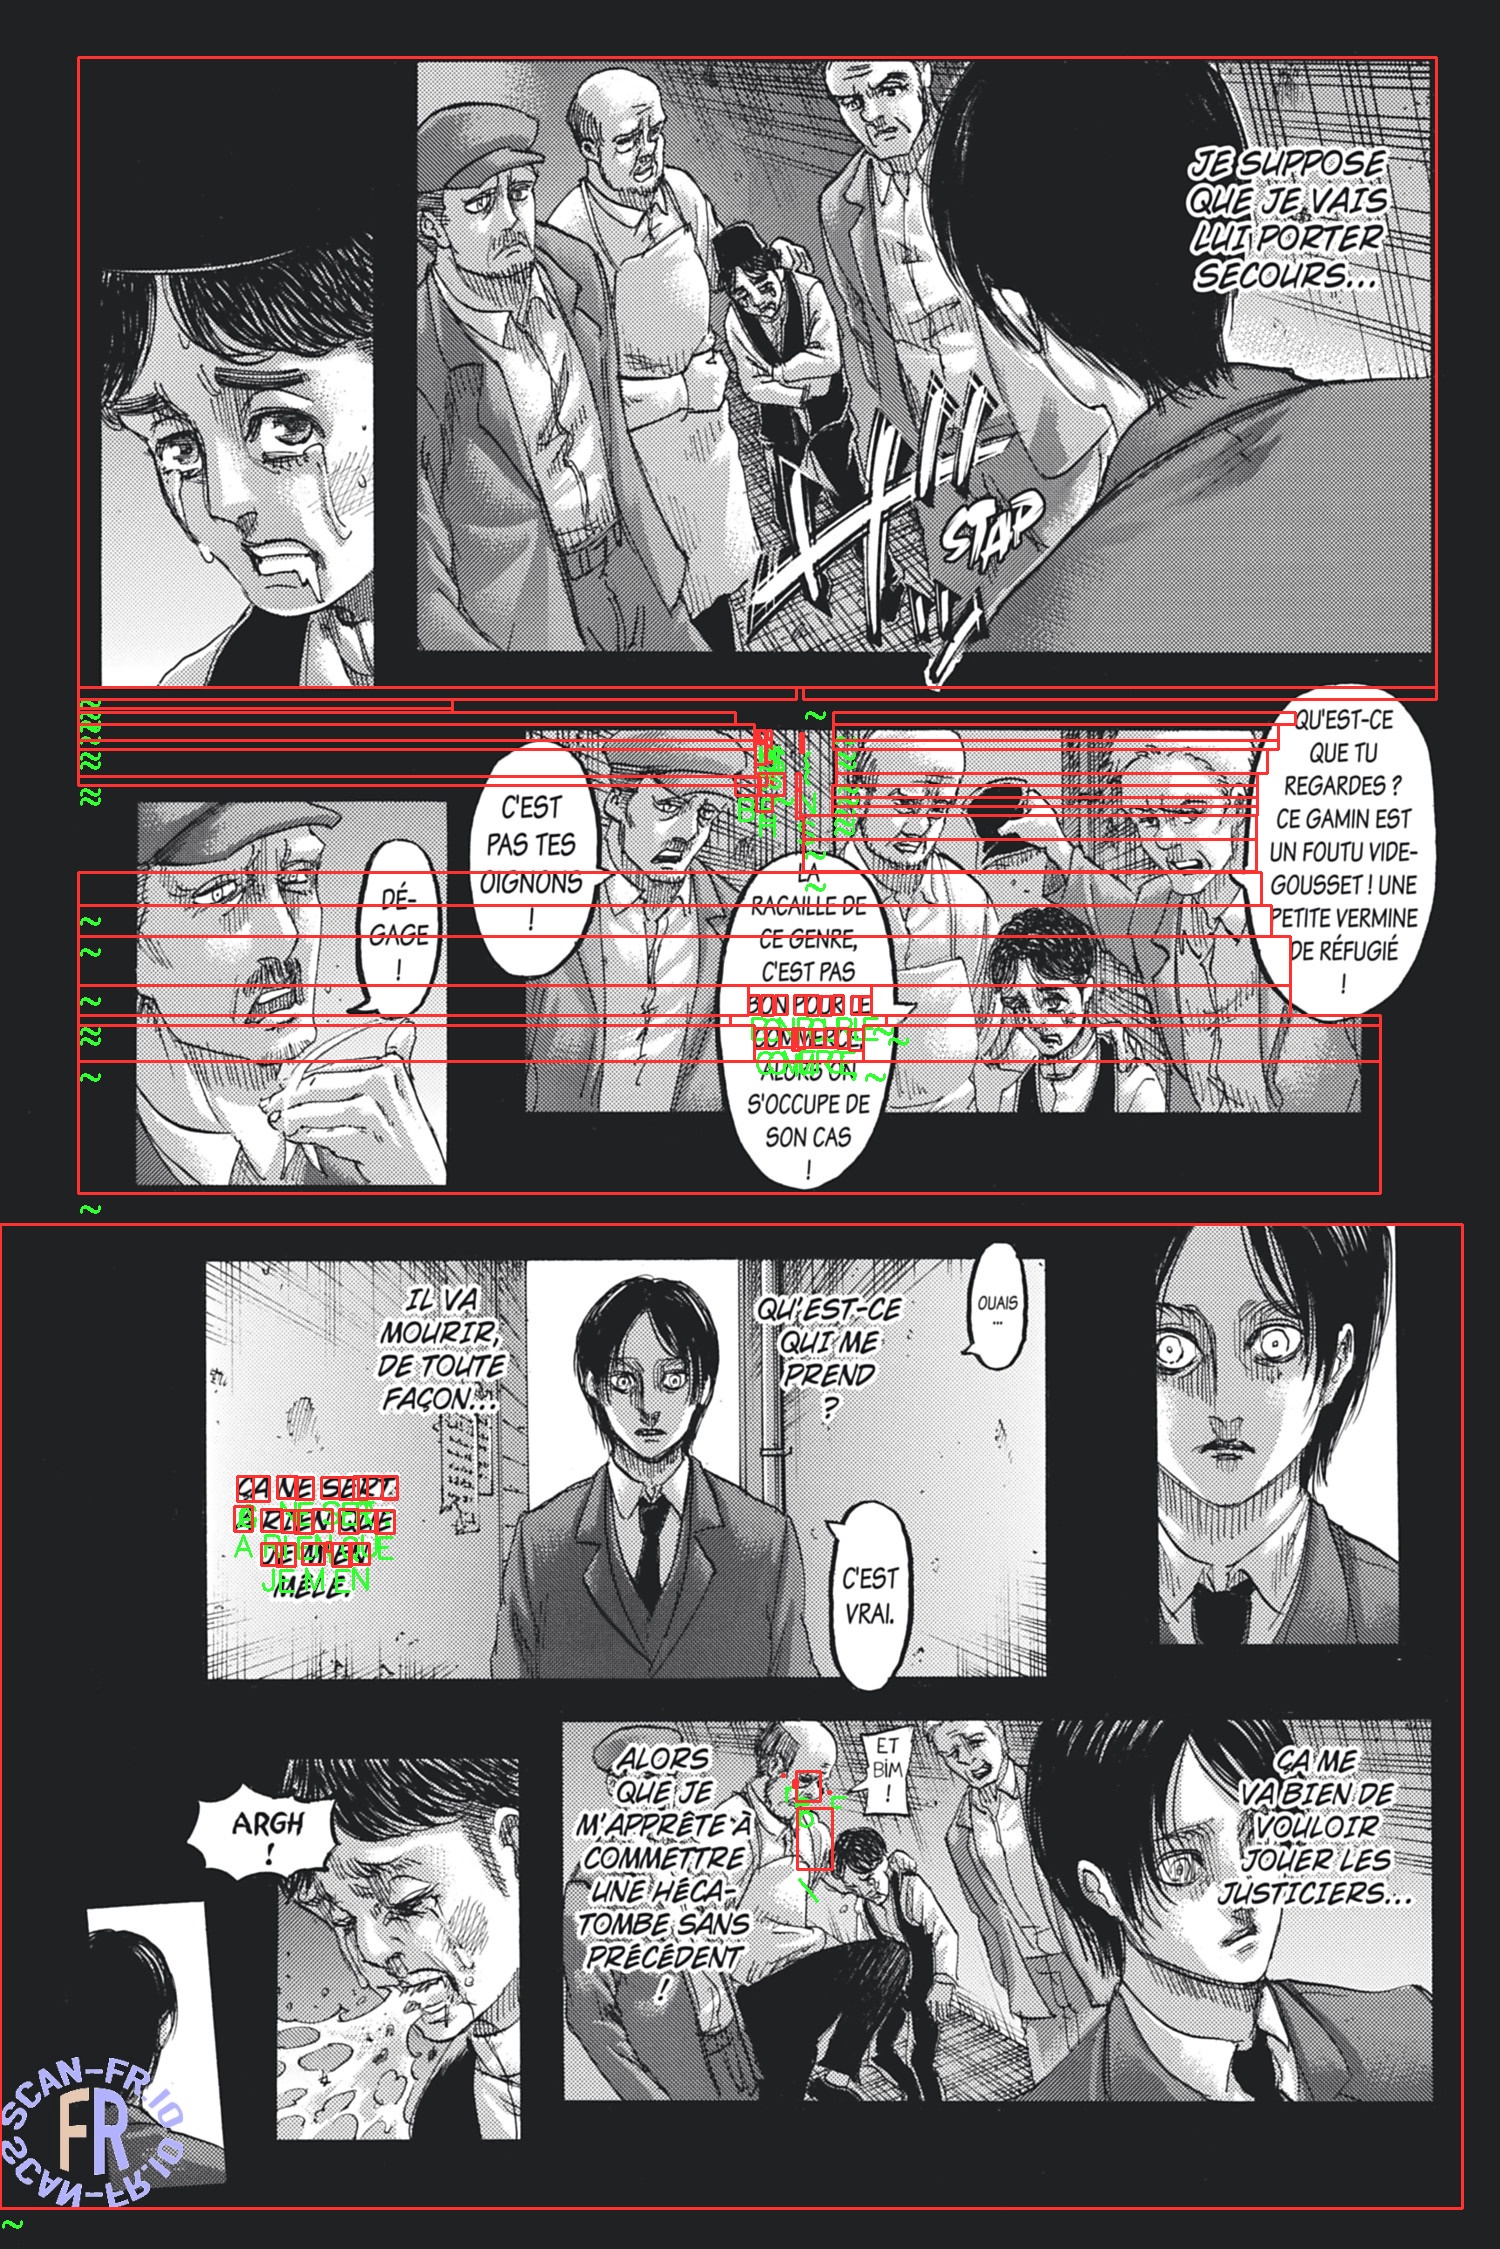 JE SUPPOSE
QUE JE VAIS
LUI PORTER
SECOURS...
STAP
QU'EST-CE
QUE TU
REGARDES ?
CE GAMIN EST
UN FOUTU VIDE-
GOUSSET ! UNE
PETITE VERMINE
DE RÉFUGIÉ
!
LA
RACAILLE DE
CE GENRE,
C'EST PAS
BON POUR LE
COMMERCE,
ALORS ON
S'OCCUPE DE
SON CAS
!
C'EST
PAS TES
OIGNONS
!
DÉ-
GAGE
!
OUAIS
...
QU'EST-CE
QUI ME
PREND
?
C'EST
VRAI.
IL VA
MOURIR,
DE TOUTE
FAÇON...
ÇA NE SERT
À RIEN QUE
JE M'EN
MÊLE.
ÇA ME
VA BIEN DE
VOULOIR
JOUER LES
JUSTICIERS...
ET
BIM
!
ALORS
QUE JE
M'APPRÊTE À
COMMETTRE
UNE HÉCA-
TOMBE SANS
PRÉCÉDENT
!
ARGH
!
SCAN-FR.IO
FR
SCAN-FR.IO